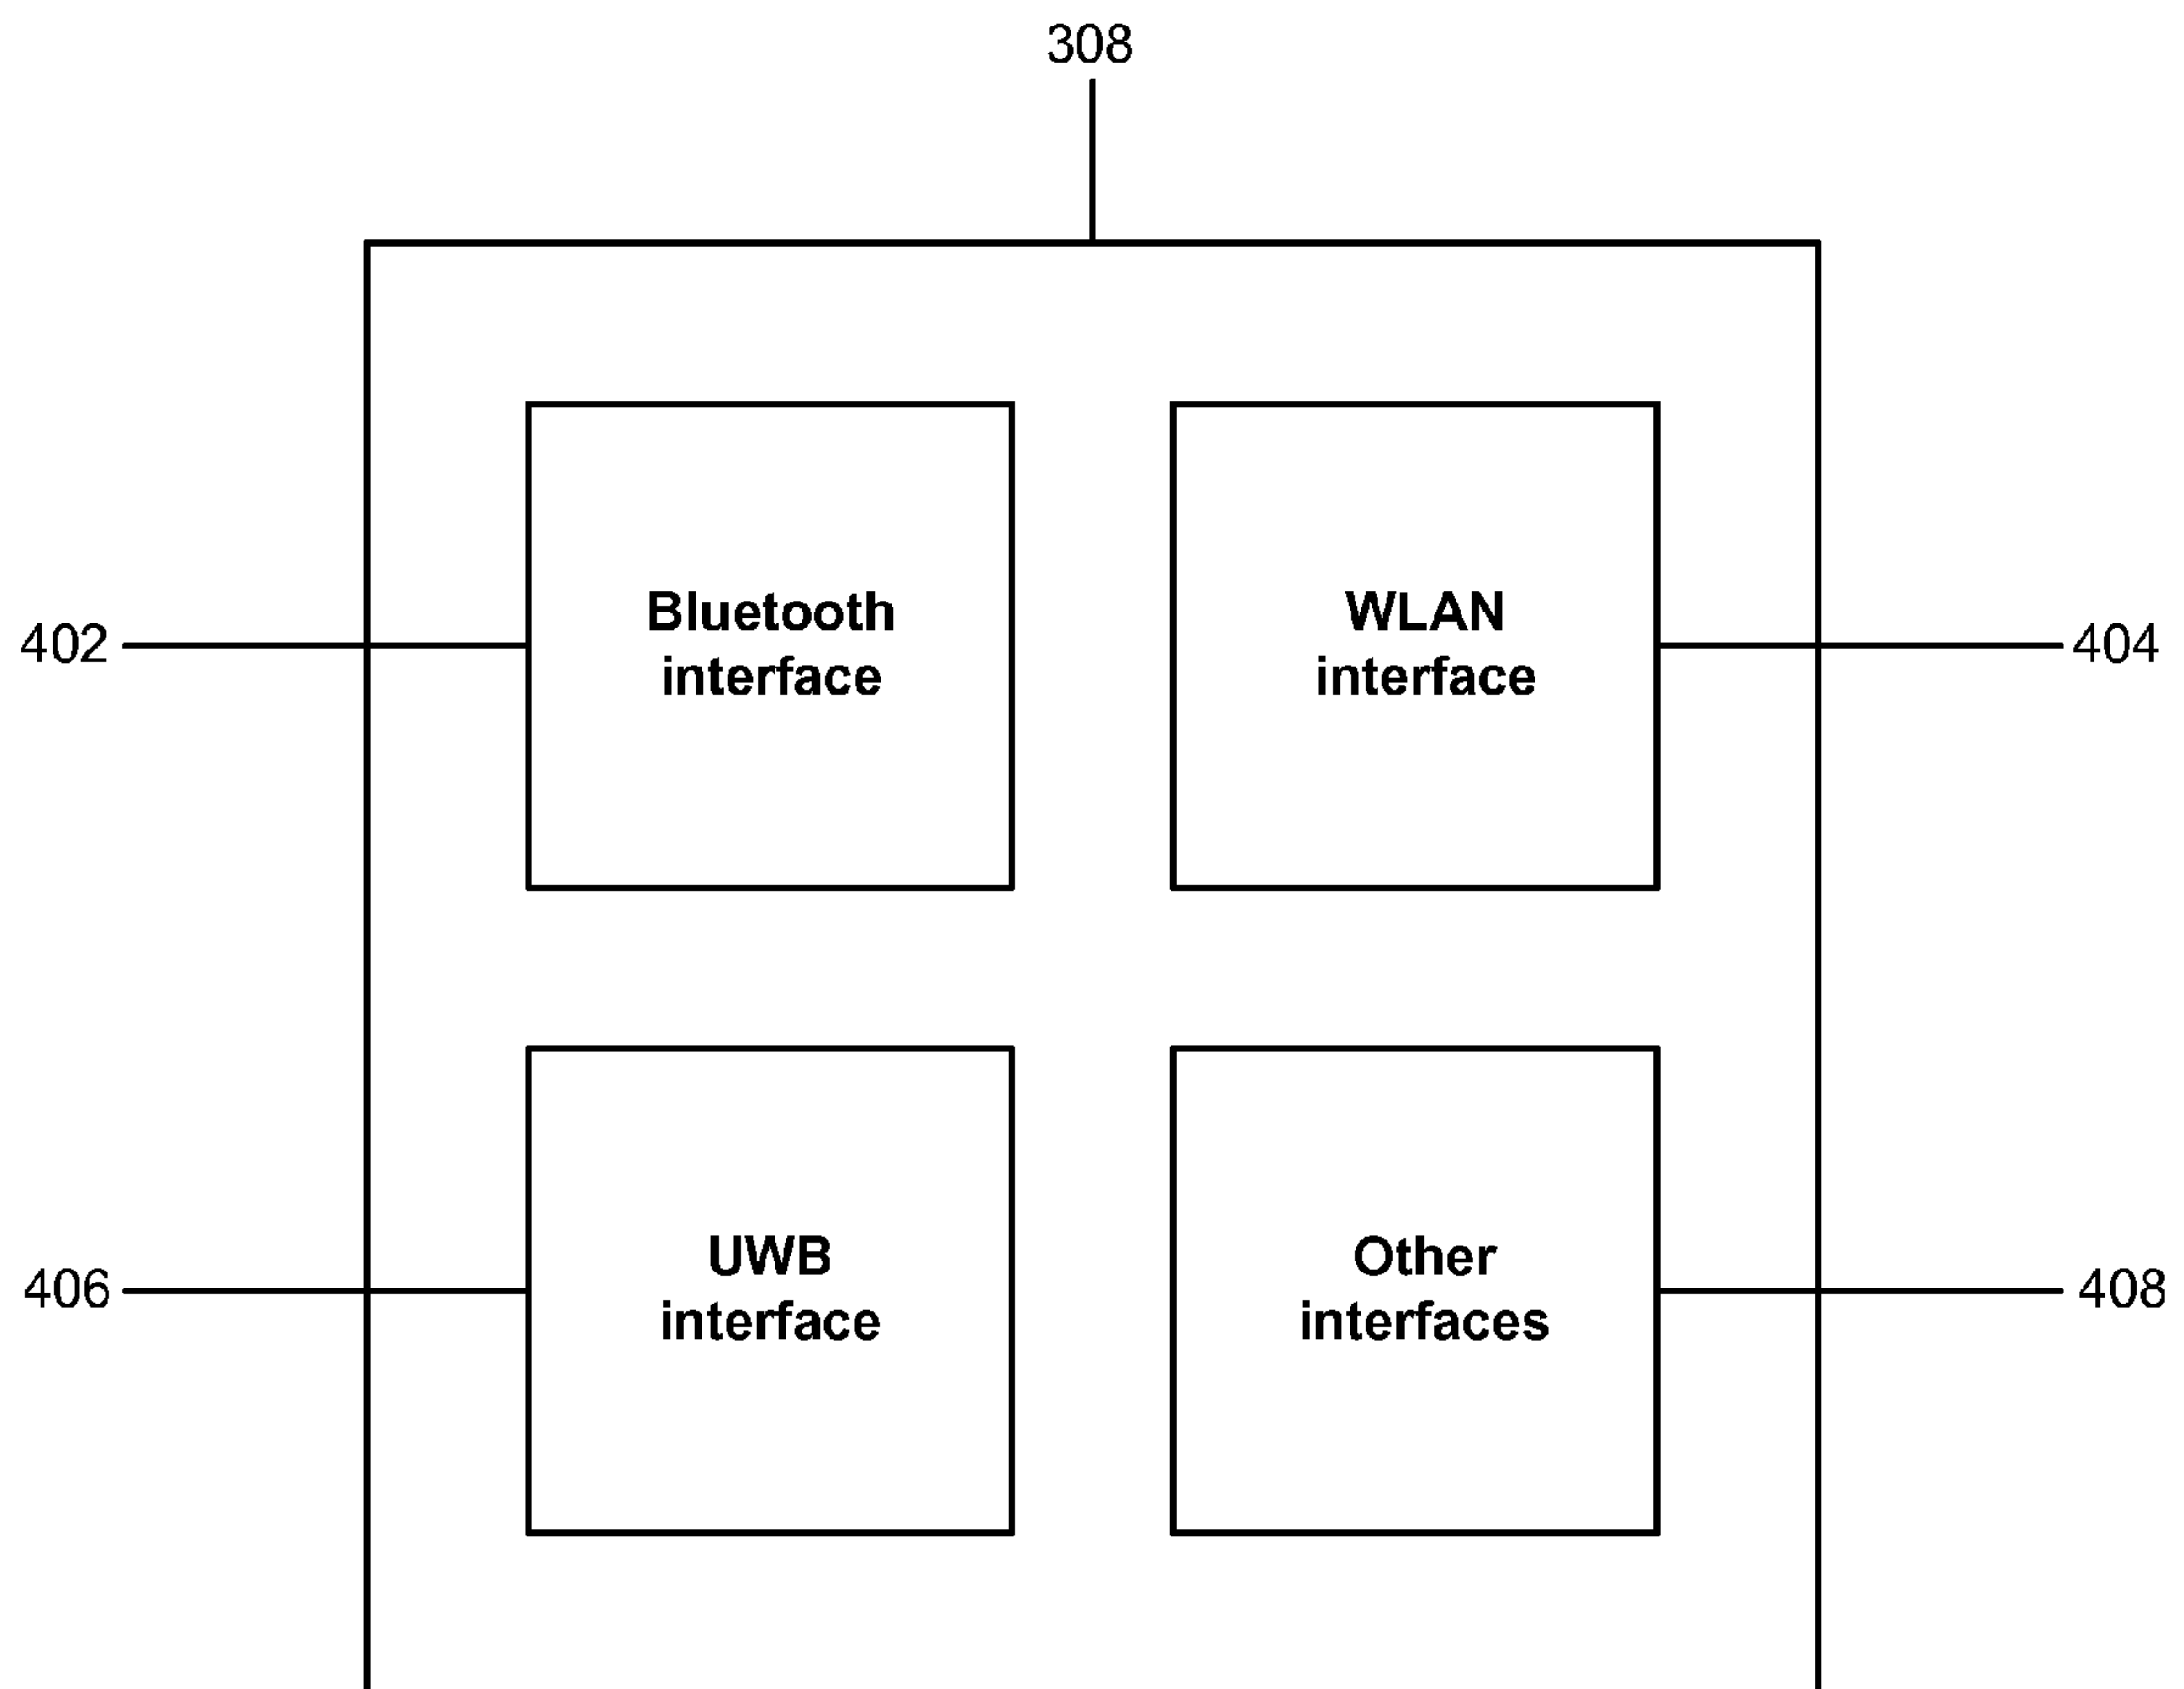 308
Bluetooth
interface
WLAN
interface
402
404
UWB
interface
Other
interfaces
406
408